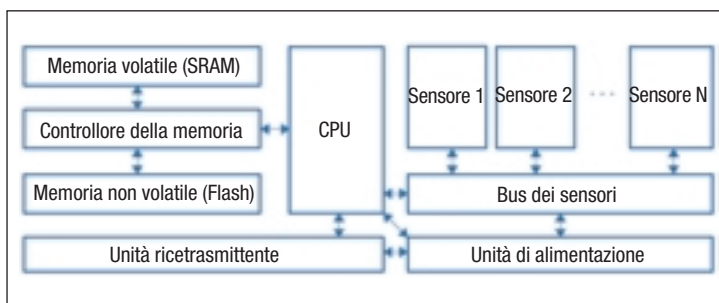 Memoria volatile (SRAM)
Controllore della memoria
Memoria non volatile (Flash)
CPU
Sensore 1
Sensore 2
Sensore N
Bus dei sensori
Unità ricetrasmittente
Unità di alimentazione